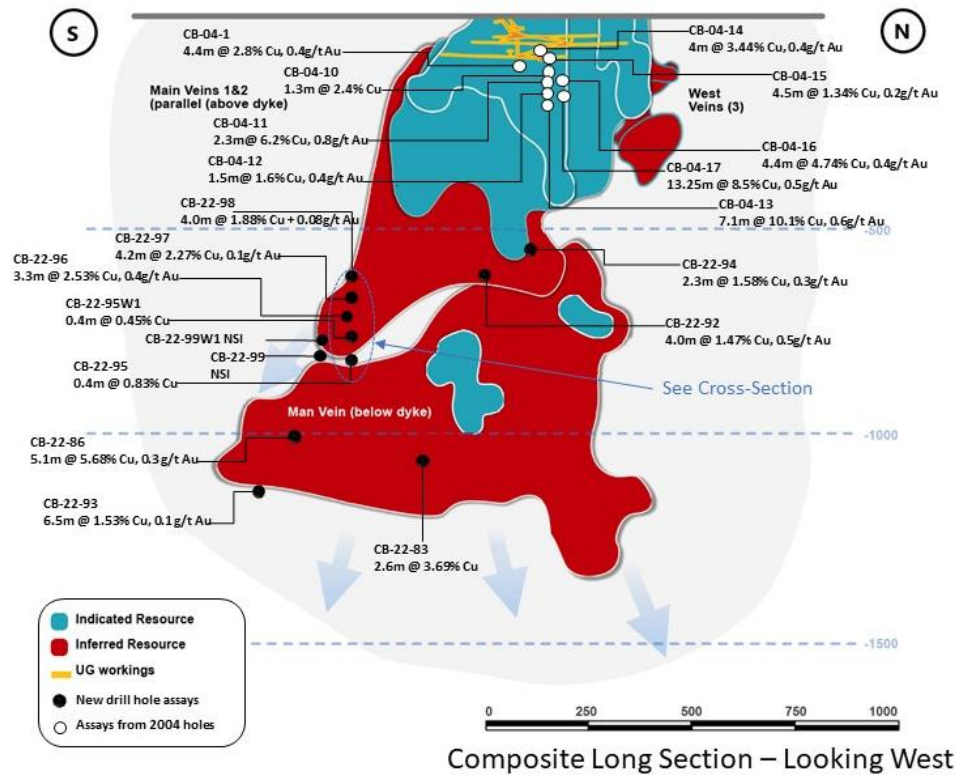 S
N
CB-04-1
4.4m @ 2.8% Cu, 0.4g/t Au
CB-04-10
1.3m @ 2.4% Cu
Main Veins 1&2
(parallel (above dyke)
CB-04-11
2.3m @ 6.2% Cu, 0.8g/t Au
CB-04-12
1.5m @ 1.6% Cu, 0.4g/t Au
CB-22-98
4.0m @ 1.88% Cu + 0.08g/t Au
CB-22-97
4.2m @ 2.27% Cu, 0.1g/t Au
CB-22-96
3.3m @ 2.53% Cu, 0.4g/t Au
CB-22-95W1
0.4m @ 0.45% Cu
CB-22-99W1 NSI
CB-22-99
NSI
CB-22-95
0.4m @ 0.83% Cu
CB-22-86
5.1m @ 5.68% Cu, 0.3g/t Au
CB-22-93
6.5m @ 1.53% Cu, 0.1g/t Au
CB-22-83
2.6m @ 3.69% Cu
Man Vein (below dyke)
CB-04-14
4m @ 3.44% Cu, 0.4g/t Au
CB-04-15
4.5m @ 1.34% Cu, 0.2g/t Au
West
Veins (3)
CB-04-16
4.4m @ 4.74% Cu, 0.4g/t Au
CB-04-17
13.25m @ 8.5% Cu, 0.5g/t Au
CB-04-13
7.1m @ 10.1% Cu, 0.6g/t Au
-500
CB-22-94
2.3m @ 1.58% Cu, 0.3g/t Au
CB-22-92
4.0m @ 1.47% Cu, 0.5g/t Au
See Cross-Section
-1000
-1500
Indicated Resource
Inferred Resource
UG workings
New drill hole assays
Assays from 2004 holes
0 250 500 750 1000
Composite Long Section – Looking West